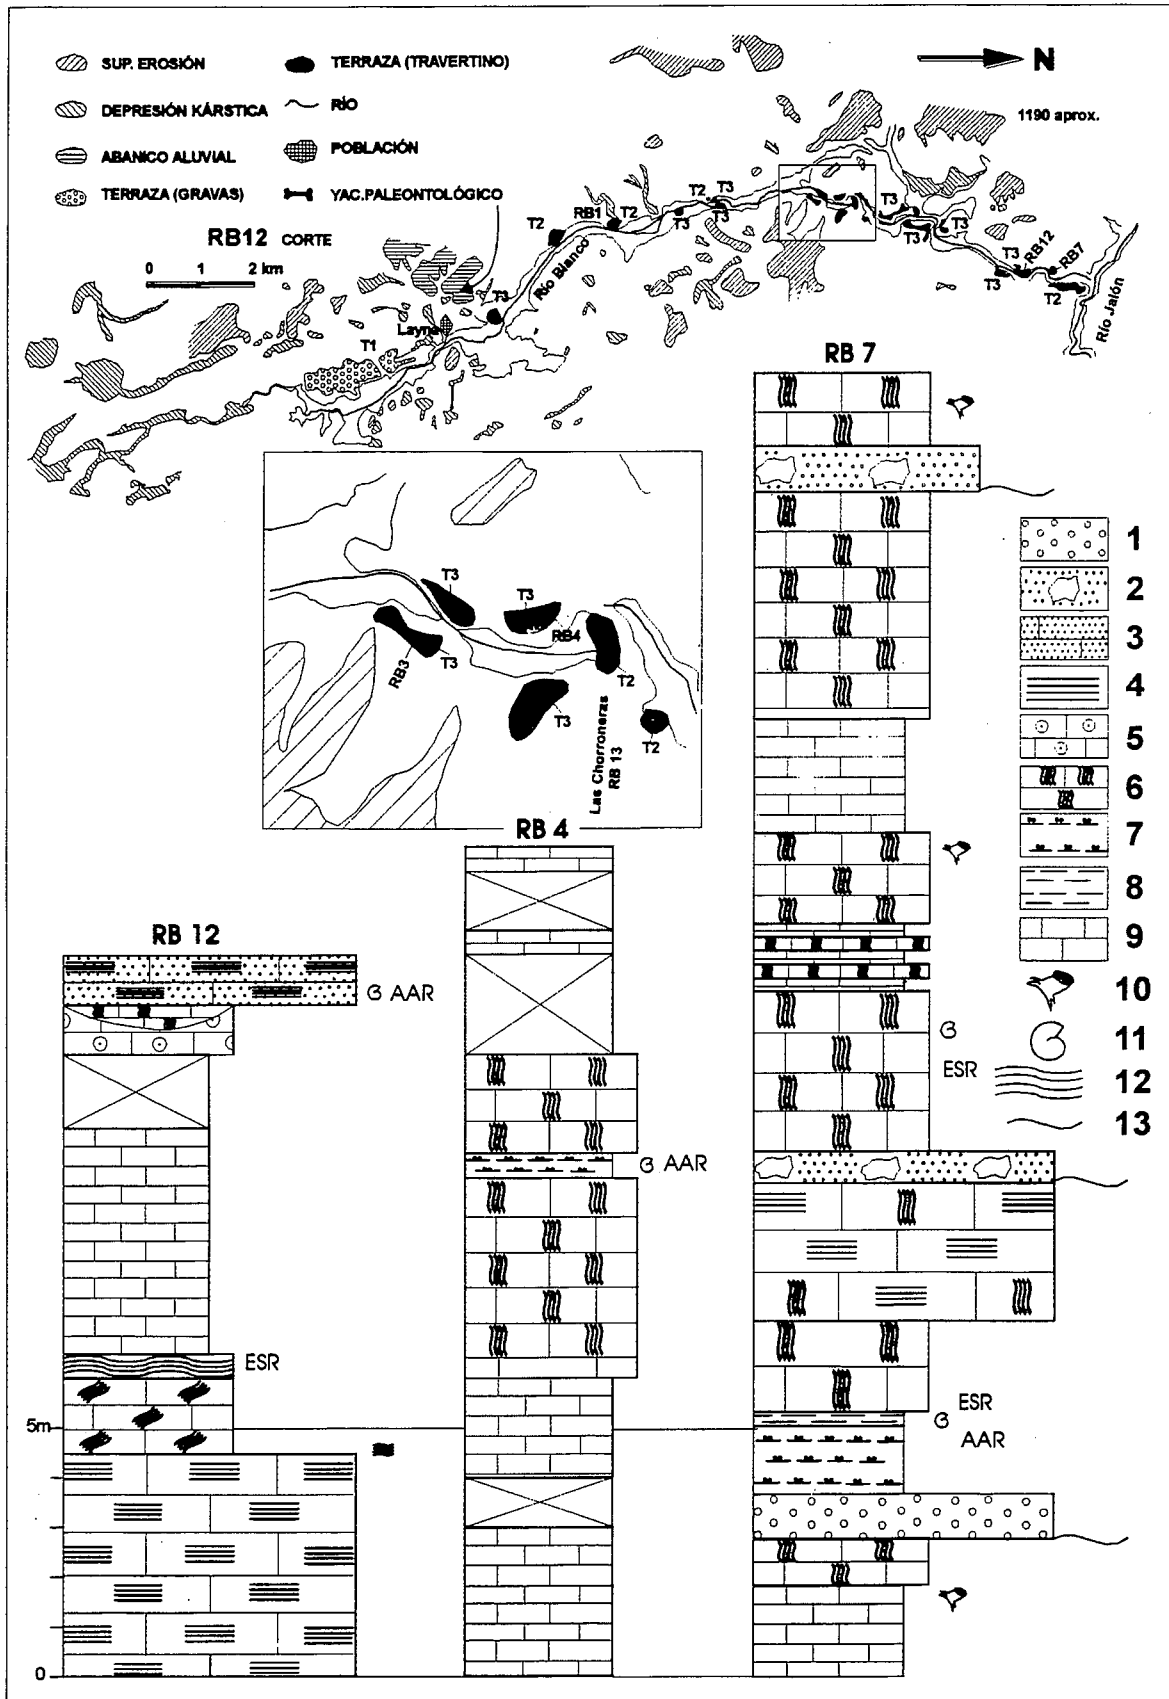 SUP. EROSIÓN
DEPRESIÓN KÁRSTICA
ABANICO ALUVIAL
TERRAZA (GRAVAS)
TERRAZA (TRAVERTINO)
RÍO
POBLACIÓN
YAC.PALEONTOLÓGICO
RB12 CORTE
0 1 2 km
N
1190 aprox.
T2
RB1
T2
T3
T2
T3
T3
T3
T3
T3
T3
RB12
RB7
T3
T2
Río Jalón
Río Blanco
T3
Layna
T1
T3
T3
RB4
RB3
T3
T2
T3
T2
Las Chorroneras
RB 13
RB 7
RB 4
RB 12
AAR
ESR
AAR
ESR
ESR
AAR
5m
0
1
2
3
4
5
6
7
8
9
10
11
12
13